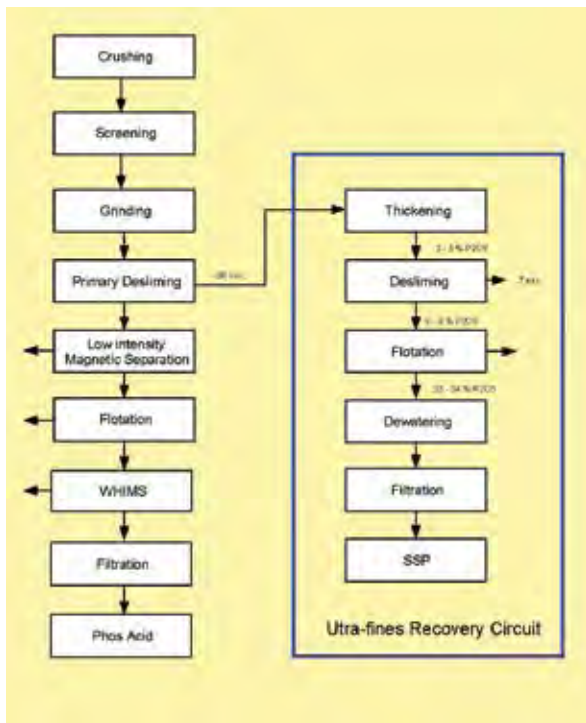 Crushing
Screening
Grinding
Primary Desliming
Low intensity
Magnetic Separation
Flotation
WHIMS
Filtration
Phos Acid
Thickening
Desliming
Flotation
Dewatering
Filtration
SSP
Utra-fines Recovery Circuit